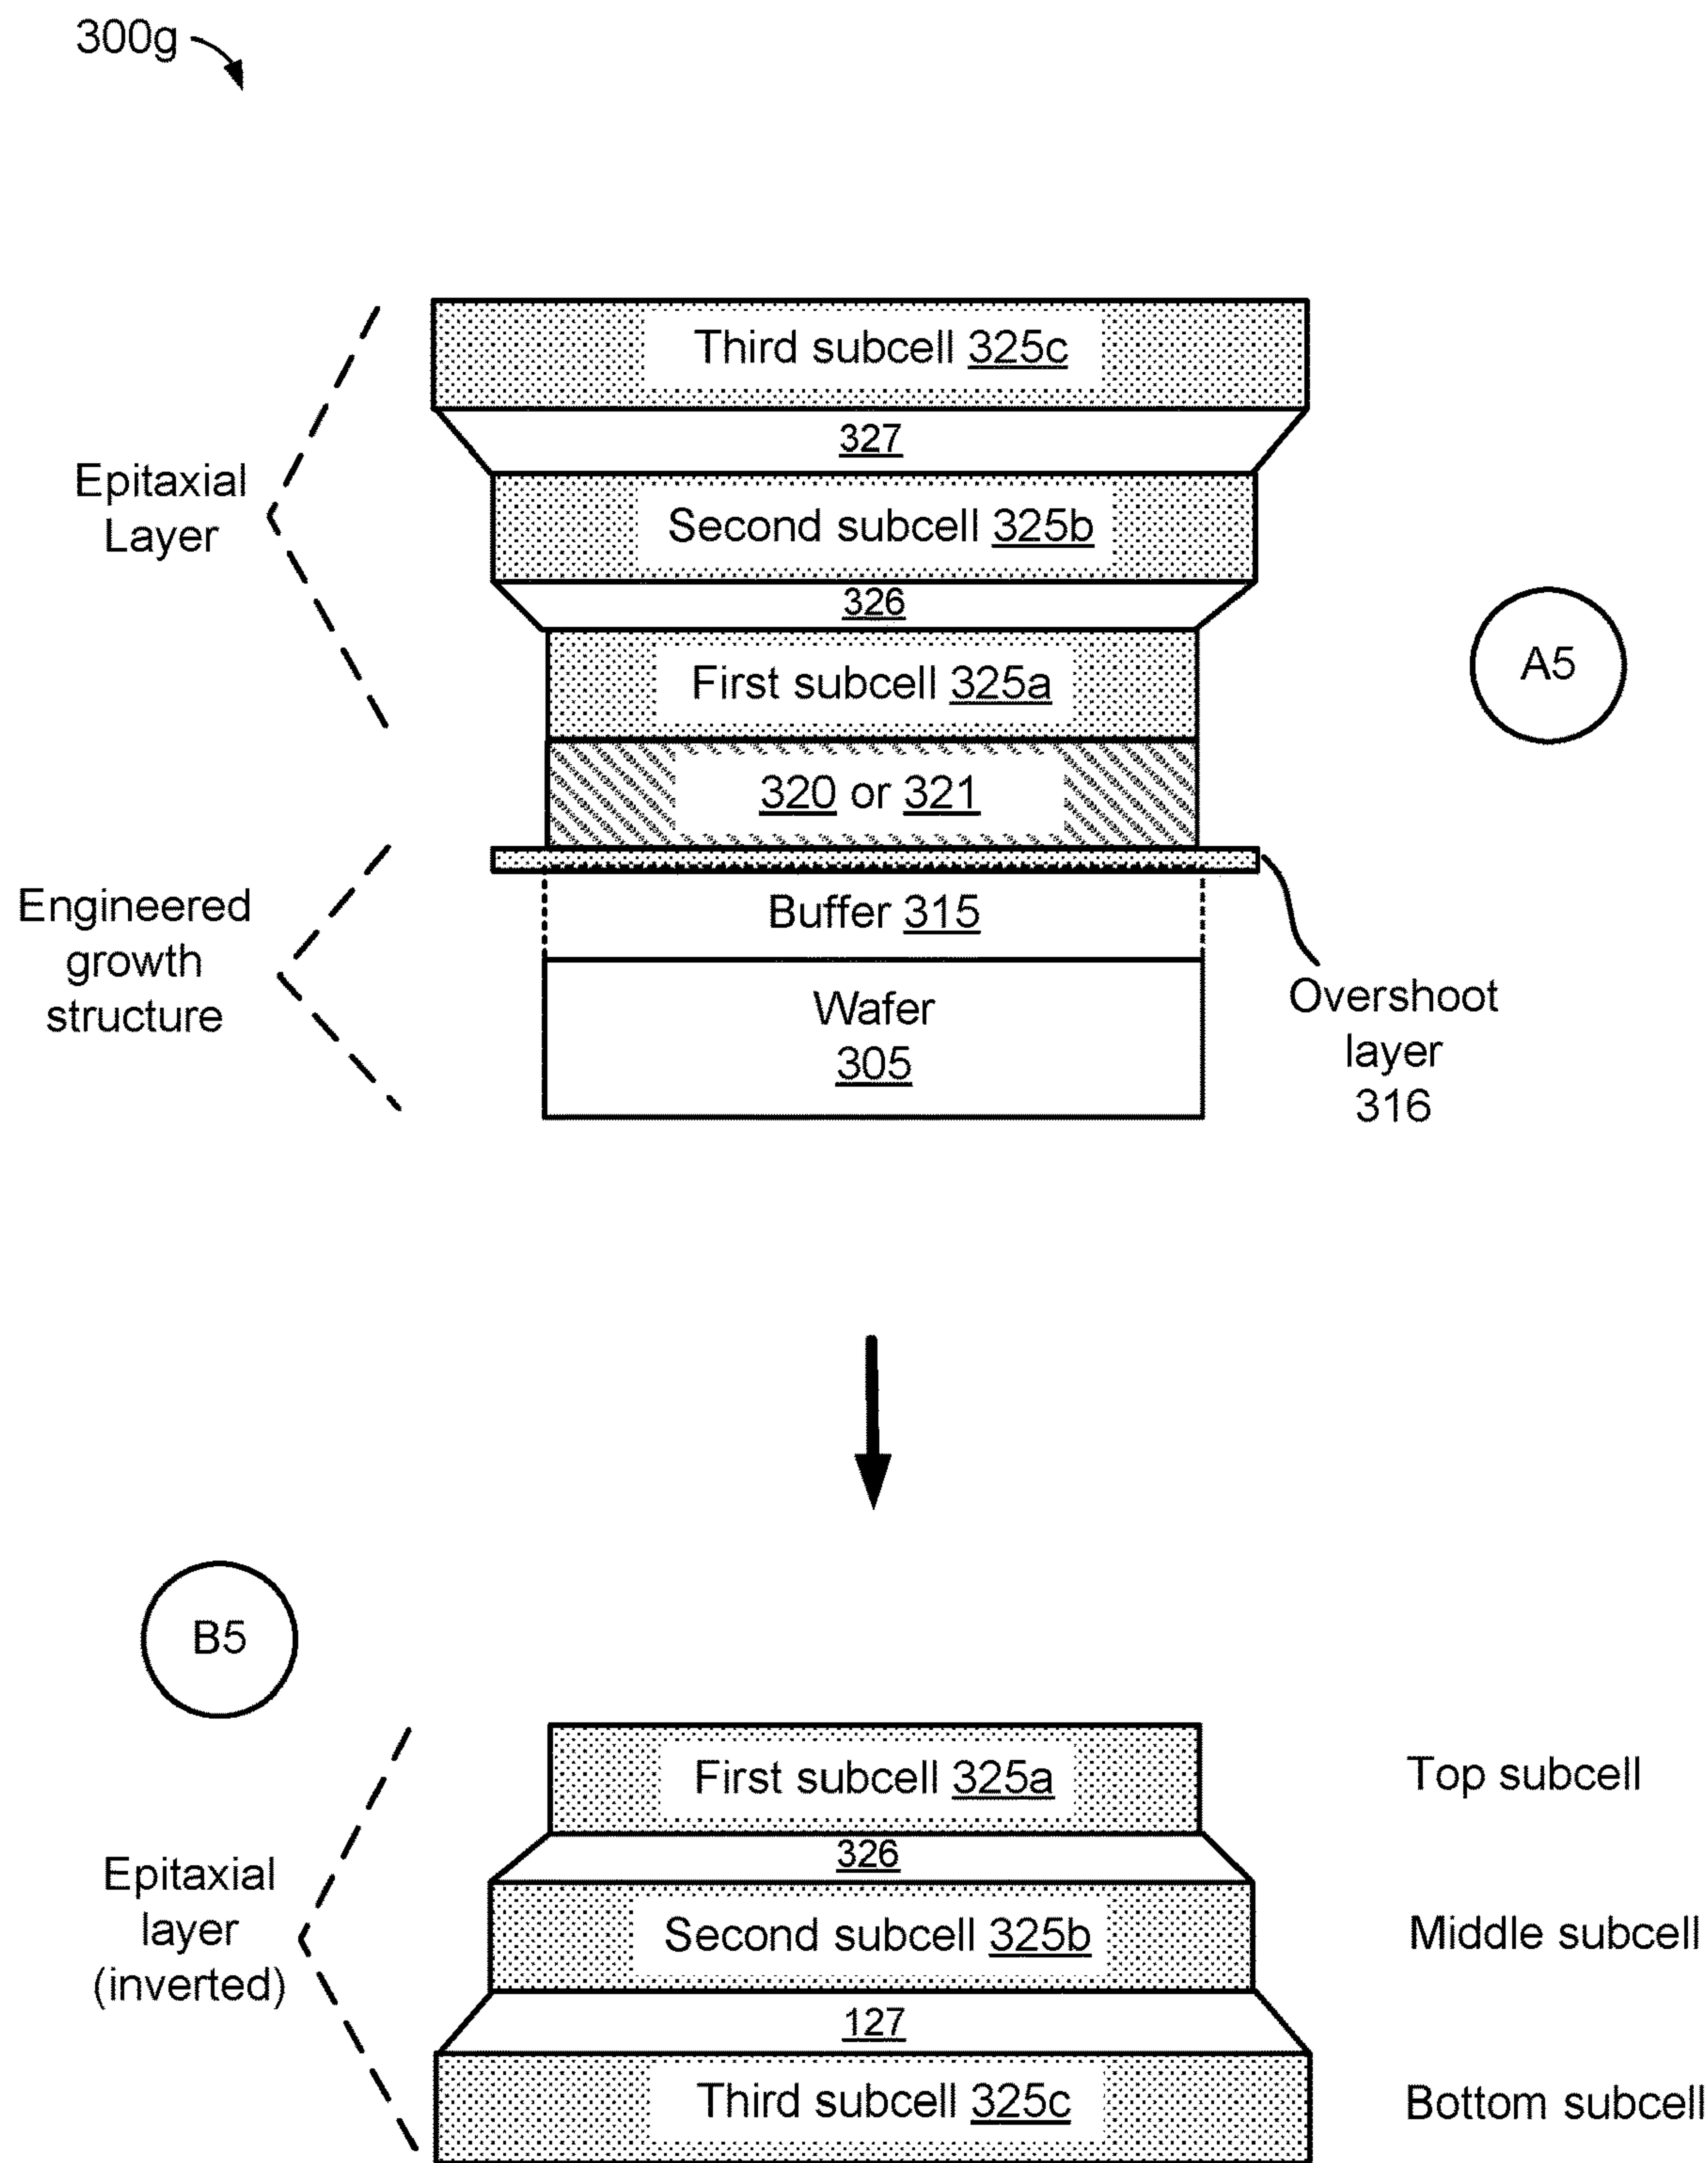 300g
Third subcell 325c
327
Epitaxial
Layer
Second subcell 325b
326
First subcell 325a
A5
320 or 321
Engineered
growth
structure
Buffer 315
Wafer
305
Overshoot
layer
316
B5
First subcell 325a
Top subcell
326
Epitaxial
layer
(inverted)
Second subcell 325b
Middle subcell
127
Third subcell 325c
Bottom subcell